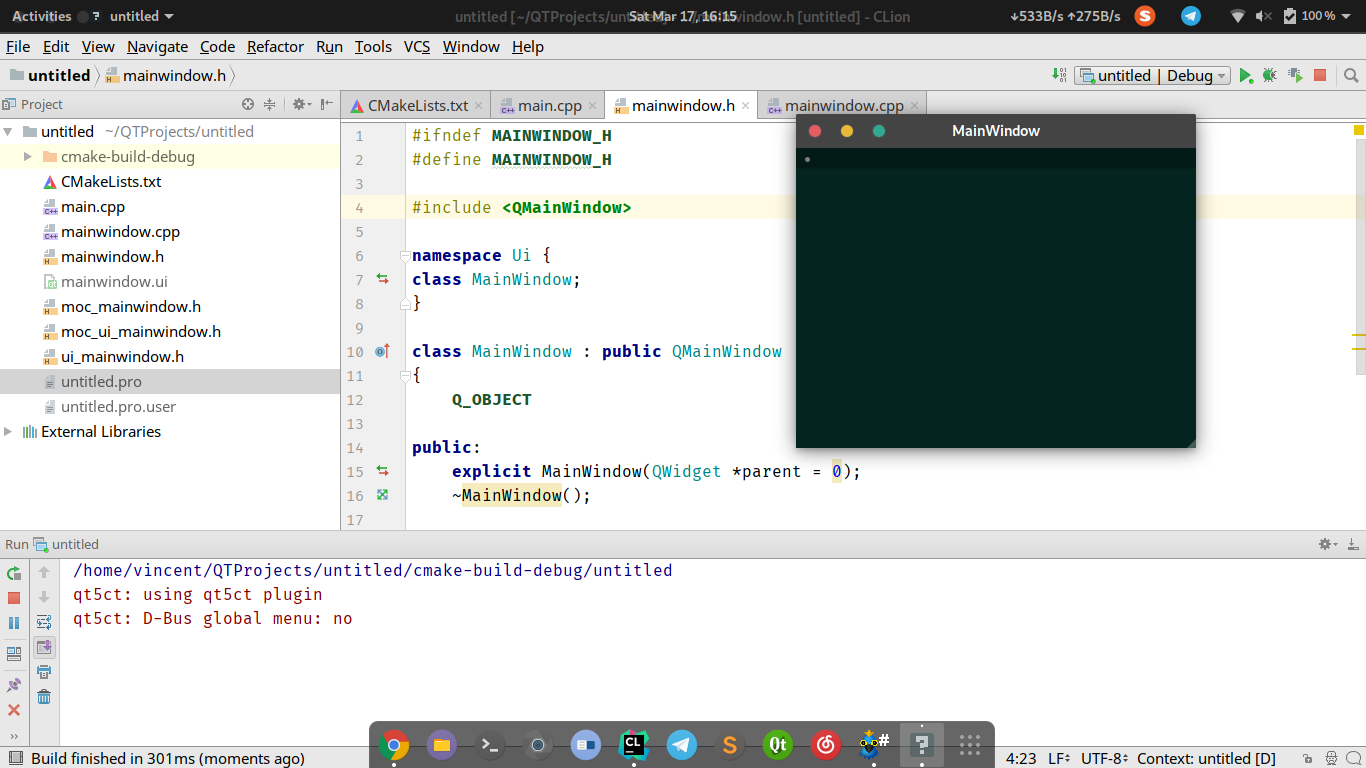 Activities
untitled
untitled [~/QTProjects/untitled] - .../mainwindow.h [untitled] - CLion
Sat Mar 17, 16:15
↓533B/s ↑275B/s
100 %
File Edit View Navigate Code Refactor Run Tools VCS Window Help
untitled mainwindow.h
untitled | Debug
Project
CMakeLists.txt main.cpp mainwindow.h mainwindow.cpp
untitled ~/QTProjects/untitled
cmake-build-debug
CMakeLists.txt
main.cpp
mainwindow.cpp
mainwindow.h
mainwindow.ui
moc_mainwindow.h
moc_ui_mainwindow.h
ui_mainwindow.h
untitled.pro
untitled.pro.user
External Libraries
1 #ifndef MAINWINDOW_H
2 #define MAINWINDOW_H
3
4 #include <QMainWindow>
5
6 namespace Ui {
7 class MainWindow;
8 }
9
10 class MainWindow : public QMainWindow
11 {
12 Q_OBJECT
13
14 public:
15 explicit MainWindow(QWidget *parent = 0);
16 ~MainWindow();
17
MainWindow
Run untitled
/home/vincent/QTProjects/untitled/cmake-build-debug/untitled
qt5ct: using qt5ct plugin
qt5ct: D-Bus global menu: no
CL
S
Qt
#
?
Build finished in 301ms (moments ago)
4:23 LF UTF-8 Context: untitled [D]